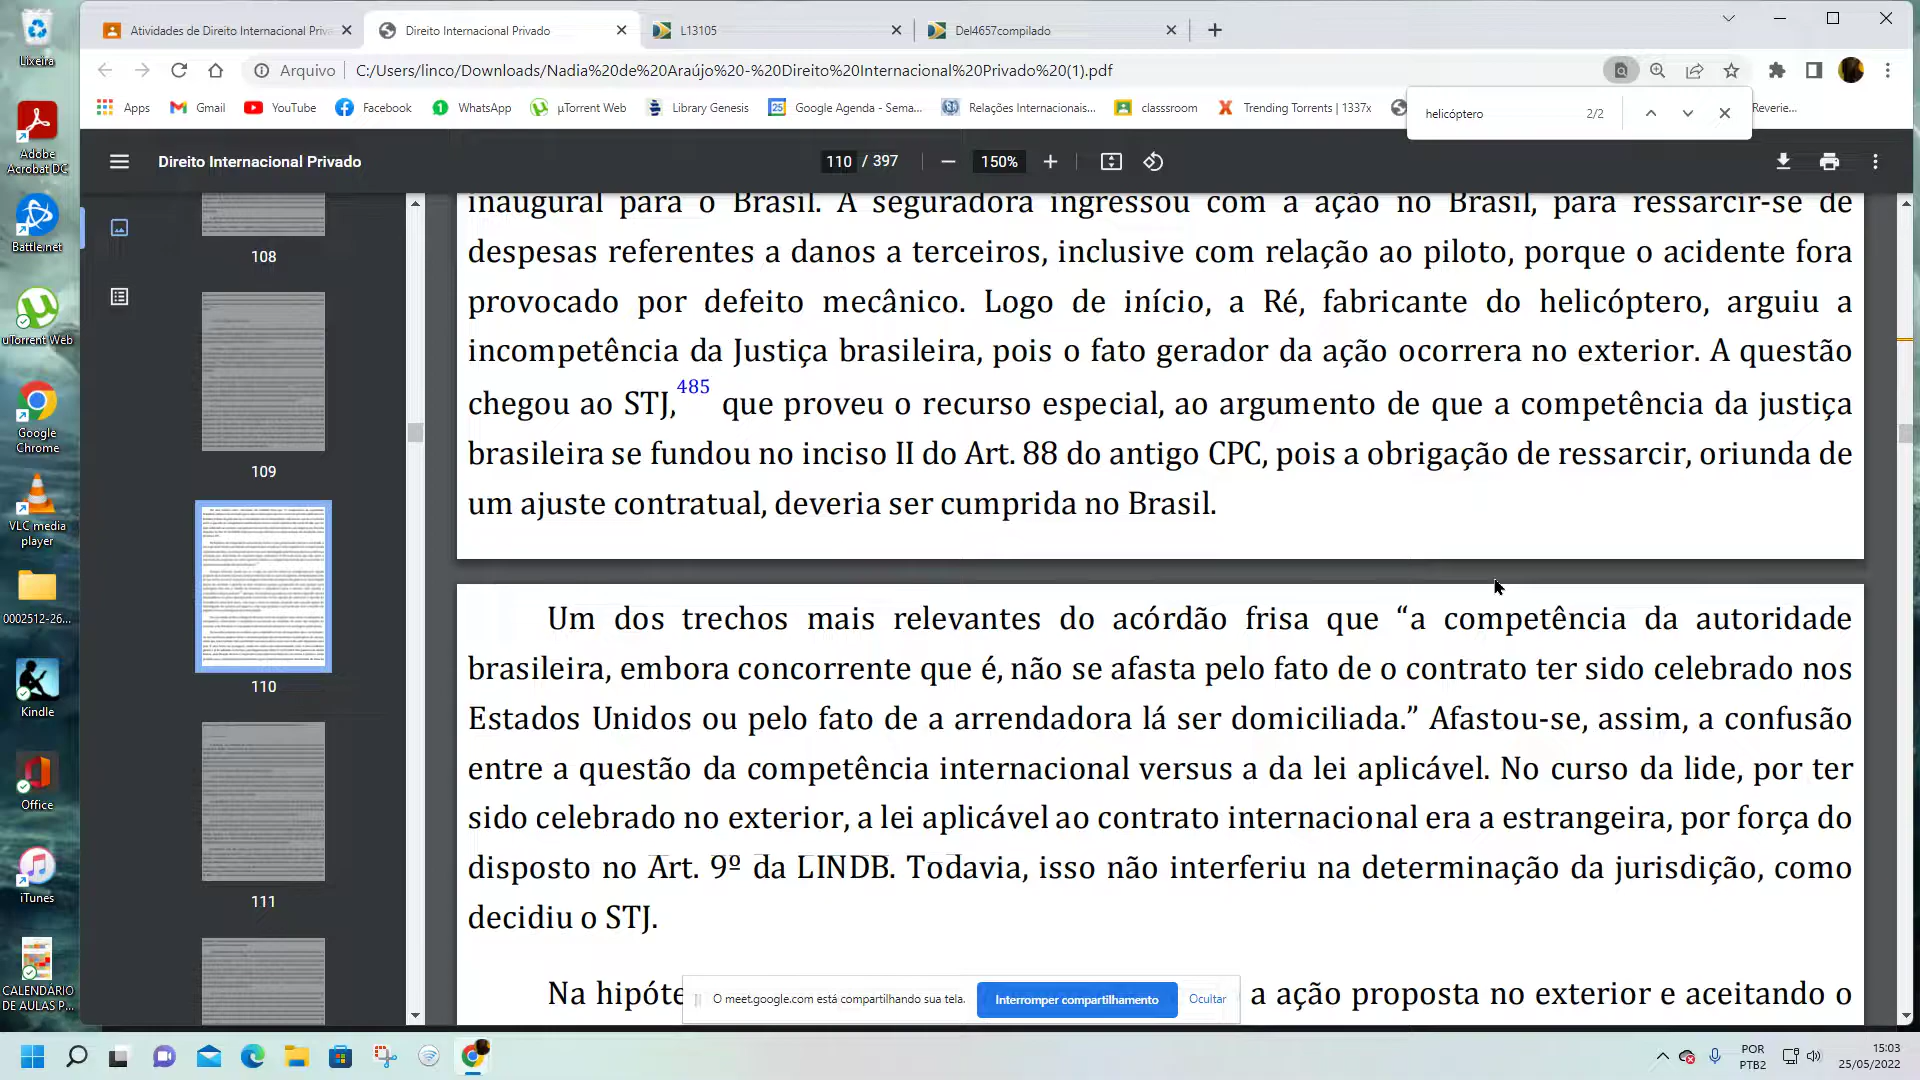 Lixeira
Atividades de Direito Internacional Priva
Direito Internacional Privado
L13105
Del4657compilado
Arquivo
C:/Users/linco/Downloads/Nadia%20de%20Araújo%20-%20Direito%20Internacional%20Privado%20(1).pdf
Apps
Gmail
YouTube
Facebook
WhatsApp
µTorrent Web
Library Genesis
Google Agenda - Sema...
Relações Internacionais...
classsroom
Trending Torrents | 1337x
Reverie...
helicóptero
2/2
Direito Internacional Privado
110 / 397
150%
108
109
110
111
inaugural para o Brasil. A seguradora ingressou com a ação no Brasil, para ressarcir-se de
despesas referentes a danos a terceiros, inclusive com relação ao piloto, porque o acidente fora
provocado por defeito mecânico. Logo de início, a Ré, fabricante do helicóptero, arguiu a
incompetência da Justiça brasileira, pois o fato gerador da ação ocorrera no exterior. A questão
chegou ao STJ,485 que proveu o recurso especial, ao argumento de que a competência da justiça
brasileira se fundou no inciso II do Art. 88 do antigo CPC, pois a obrigação de ressarcir, oriunda de
um ajuste contratual, deveria ser cumprida no Brasil.
Um dos trechos mais relevantes do acórdão frisa que “a competência da autoridade
brasileira, embora concorrente que é, não se afasta pelo fato de o contrato ter sido celebrado nos
Estados Unidos ou pelo fato de a arrendadora lá ser domiciliada.” Afastou-se, assim, a confusão
entre a questão da competência internacional versus a da lei aplicável. No curso da lide, por ter
sido celebrado no exterior, a lei aplicável ao contrato internacional era a estrangeira, por força do
disposto no Art. 9º da LINDB. Todavia, isso não interferiu na determinação da jurisdição, como
decidiu o STJ.
Na hipóte
a ação proposta no exterior e aceitando o
O meet.google.com está compartilhando sua tela.
Interromper compartilhamento
Ocultar
Adobe
Acrobat DC
Battle.net
uTorrent Web
Google
Chrome
VLC media
player
0002512-26...
Kindle
Office
iTunes
CALENDÁRIO
DE AULAS P...
POR
PTB2
15:03
25/05/2022